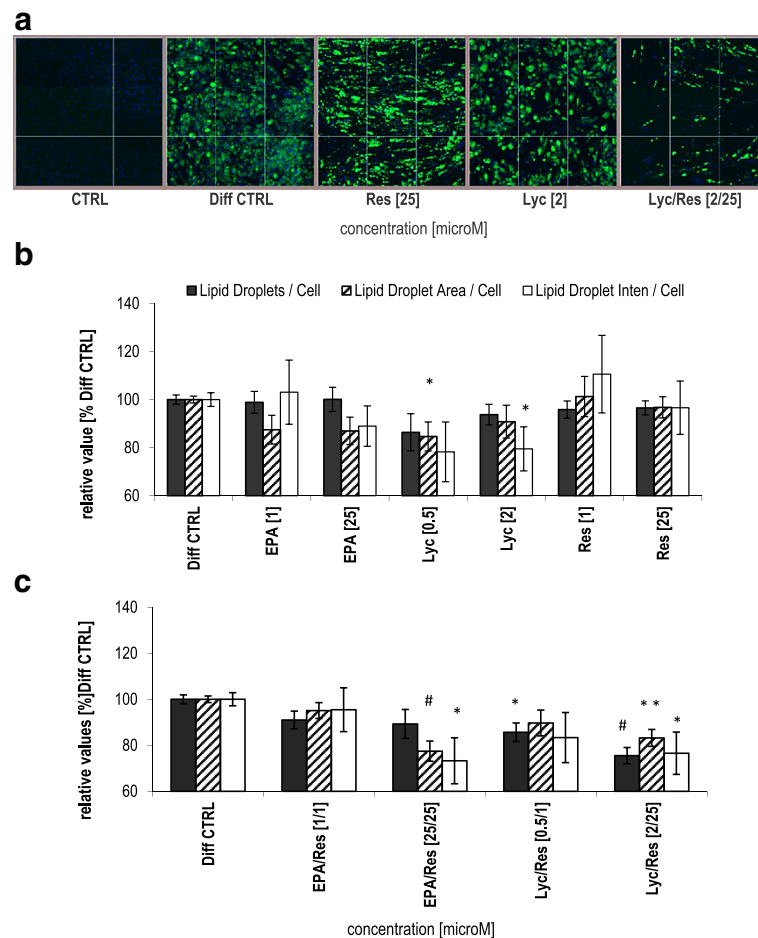 a
CTRL Diff CTRL Res [25] Lyc [2] Lyc/Res [2/25]
concentration [microM]
b
Lipid Droplets / Cell Lipid Droplet Area / Cell Lipid Droplet Inten / Cell
relative value [% Diff CTRL]
140
120
100
80
60
*
*
Diff CTRL
EPA [1]
EPA [25]
Lyc [0.5]
Lyc [2]
Res [1]
Res [25]
c
relative values [%]Diff CTRL]
140
120
100
80
60
#
*
*
#
* *
*
Diff CTRL
EPA/Res [1/1]
EPA/Res [25/25]
Lyc/Res [0.5/1]
Lyc/Res [2/25]
concentration [microM]